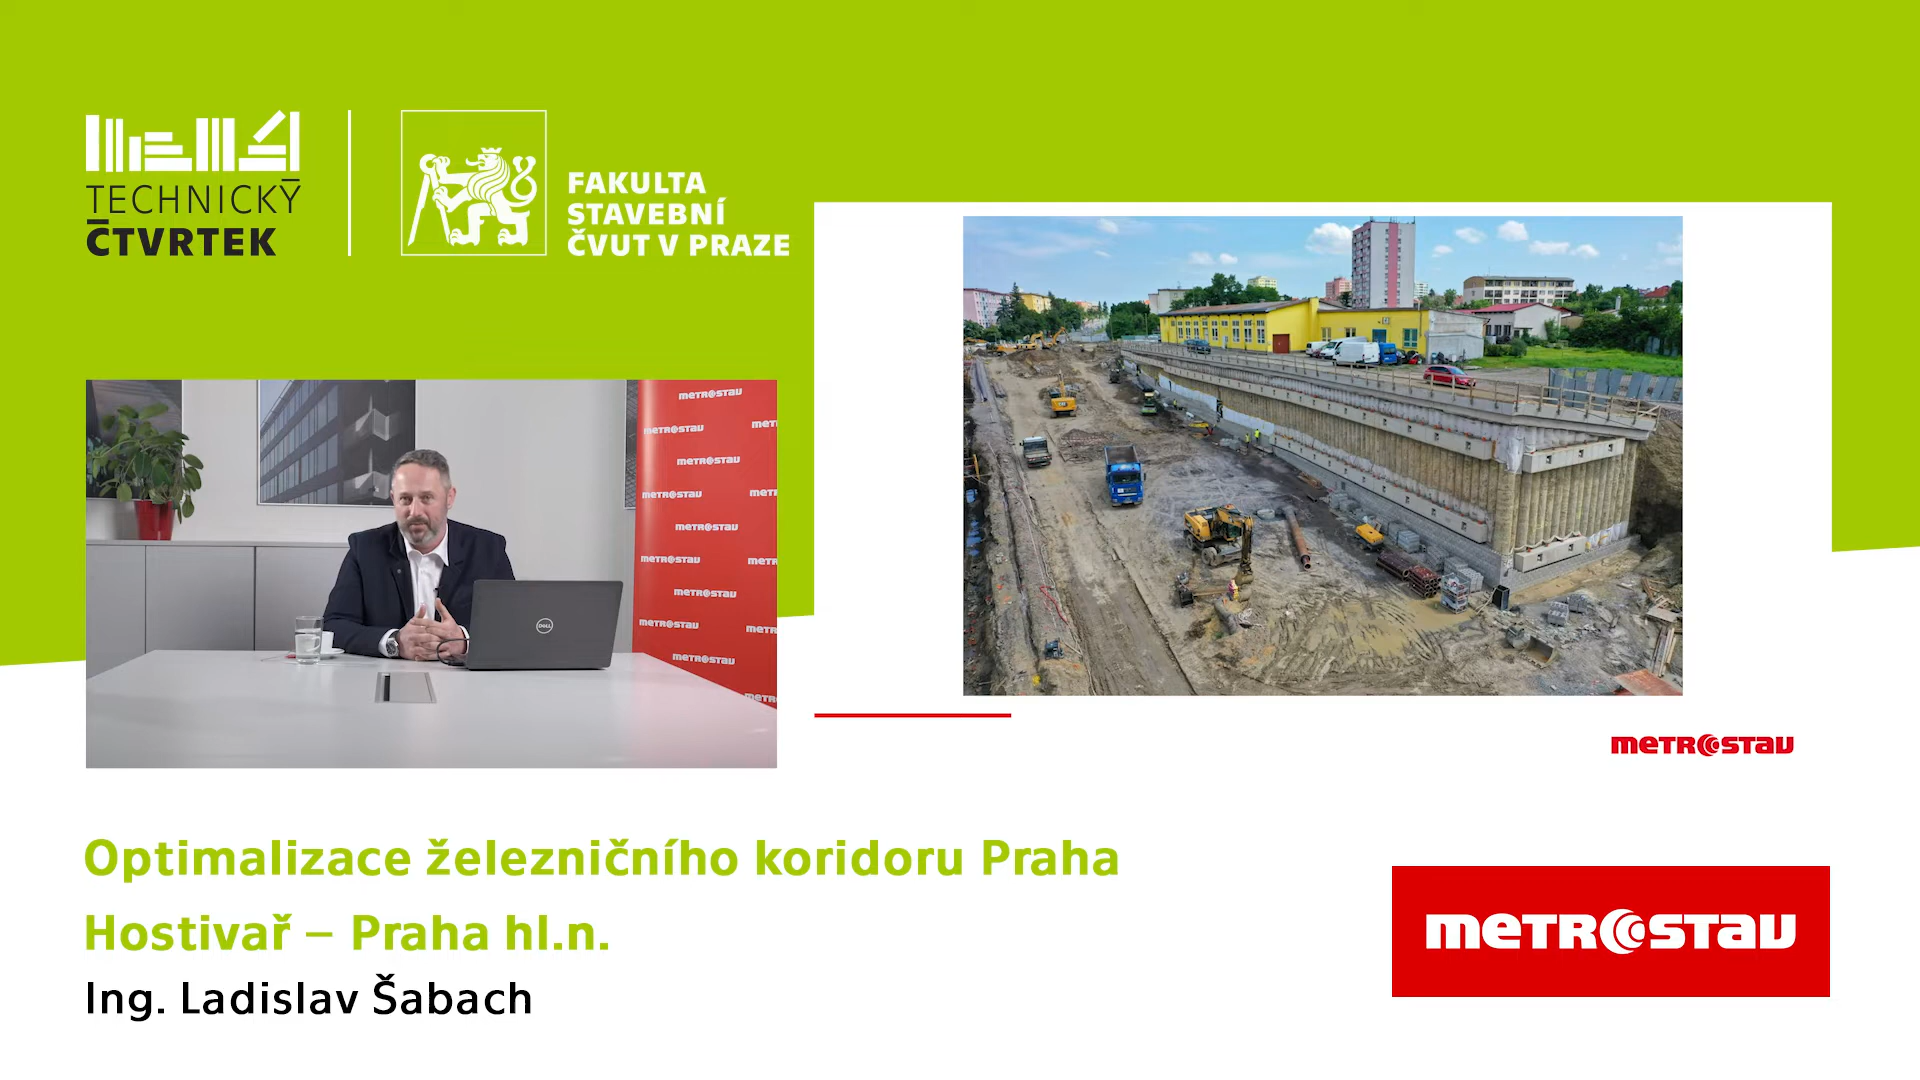 TECHNICKÝ
ČTVRTEK
FAKULTA
STAVEBNÍ
ČVUT V PRAZE
METROSTAV
METROSTAV
METROSTAV
METROSTAV
METROSTAV
METROSTAV
METROSTAV
METROSTAV
METROSTAV
DELL
METROSTAV
Optimalizace železničního koridoru Praha
Hostivař – Praha hl.n.
Ing. Ladislav Šabach
METROSTAV